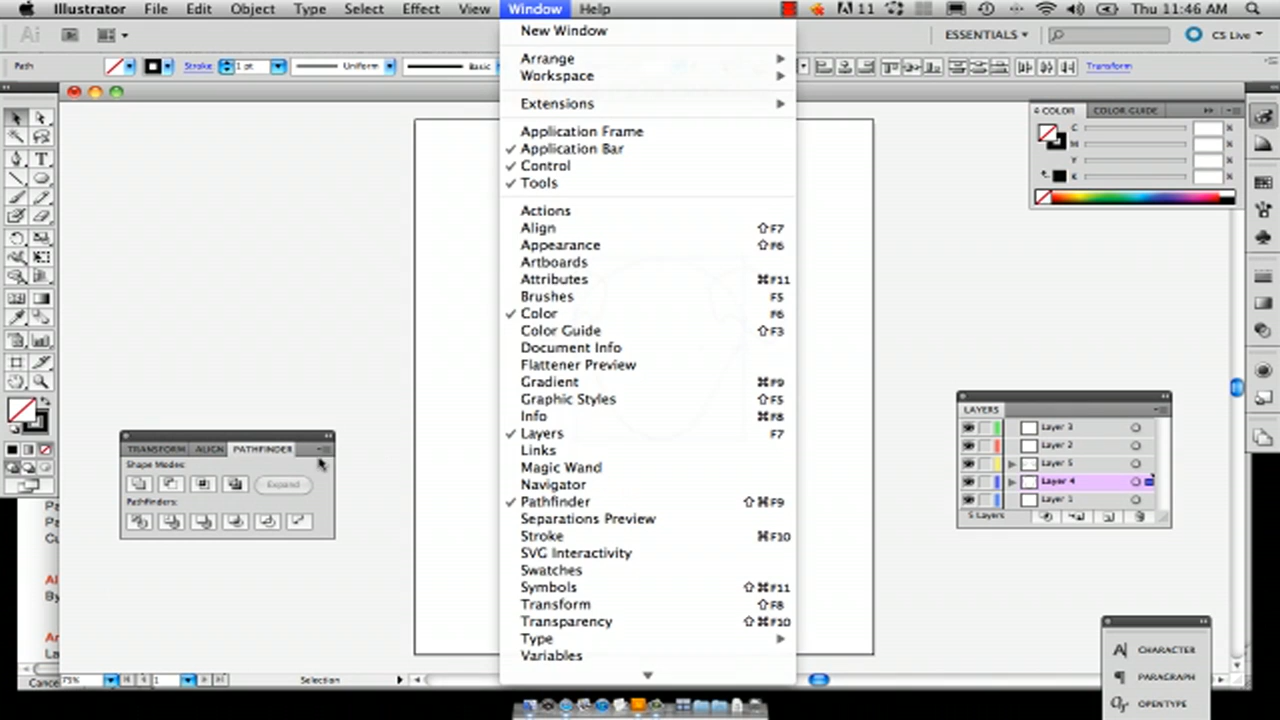 Illustrator File Edit Object Type Select Effect View Window Help 11 Thu 11:46 AM
Ai ESSENTIALS CS Live
Path Stroke 1 pt Uniform Basic Transform
New Window
Arrange
Workspace
Extensions
Application Frame
✓ Application Bar
✓ Control
✓ Tools
Actions
Align ⇧F7
Appearance ⇧F6
Artboards
Attributes ⌘F11
Brushes F5
✓ Color F6
Color Guide ⇧F3
Document Info
Flattener Preview
Gradient ⌘F9
Graphic Styles ⇧F5
Info ⌘F8
✓ Layers F7
Links
Magic Wand
Navigator
✓ Pathfinder ⇧⌘F9
Separations Preview
Stroke ⌘F10
SVG Interactivity
Swatches
Symbols ⇧⌘F11
Transform ⇧F8
Transparency ⇧⌘F10
Type
Variables
COLOR COLOR GUIDE
C %
M %
Y %
K %
TRANSFORM ALIGN PATHFINDER
Shape Modes:
Expand
Pathfinders:
LAYERS
Layer 3
Layer 2
Layer 5
Layer 4
Layer 1
5 Layers
CHARACTER
PARAGRAPH
OPENTYPE
Cance 75% 1 Selection